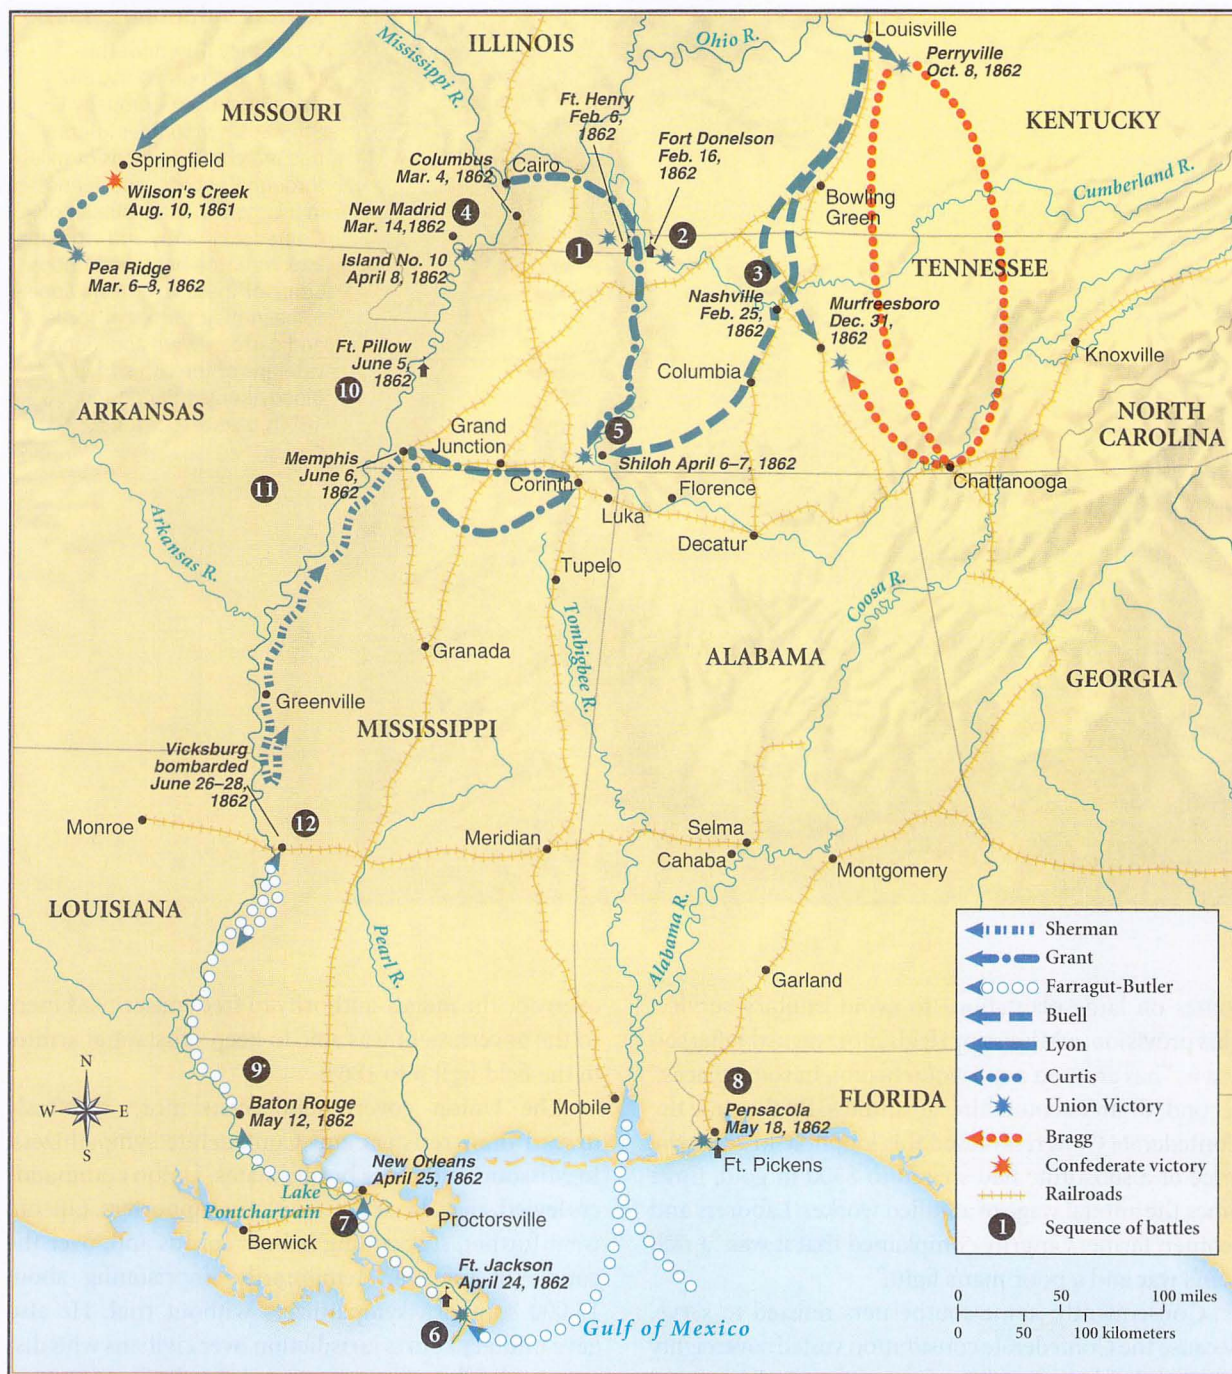 ILLINOIS
Mississippi R.
Ohio R.
Louisville
Perryville
Oct. 8, 1862
MISSOURI
Ft. Henry
Feb. 6,
1862
KENTUCKY
Fort Donelson
Feb. 16,
1862
Springfield
Columbus
Mar. 4, 1862
Cairo
Wilson's Creek
Aug. 10, 1861
Bowling
Green
Cumberland R.
New Madrid
Mar. 14,1862
4
1
2
Pea Ridge
Mar. 6–8, 1862
Island No. 10
April 8, 1862
3
TENNESSEE
Nashville
Feb. 25,
1862
Murfreesboro
Dec. 31,
1862
Ft. Pillow
June 5,
1862
10
Knoxville
Columbia
ARKANSAS
NORTH
CAROLINA
Grand
Junction
5
Memphis
June 6,
1862
11
Shiloh April 6–7, 1862
Corinth
Florence
Chattanooga
Luka
Arkansas R.
Decatur
Tupelo
Coosa R.
Tombigbee R.
Granada
ALABAMA
GEORGIA
Greenville
MISSISSIPPI
Vicksburg
bombarded
June 26–28,
1862
Monroe
12
Meridian
Selma
Cahaba
Montgomery
LOUISIANA
Pearl R.
Alabama R.
Garland
Sherman
Grant
Farragut-Butler
Buell
Lyon
Curtis
Union Victory
Bragg
Confederate victory
Railroads
1 Sequence of battles
N
W E
S
9
Baton Rouge
May 12, 1862
Mobile
8
Pensacola
May 18, 1862
FLORIDA
Ft. Pickens
New Orleans
April 25, 1862
Lake
Pontchartrain
7
Proctorsville
Berwick
Ft. Jackson
April 24, 1862
6
Gulf of Mexico
0 50 100 miles
0 50 100 kilometers